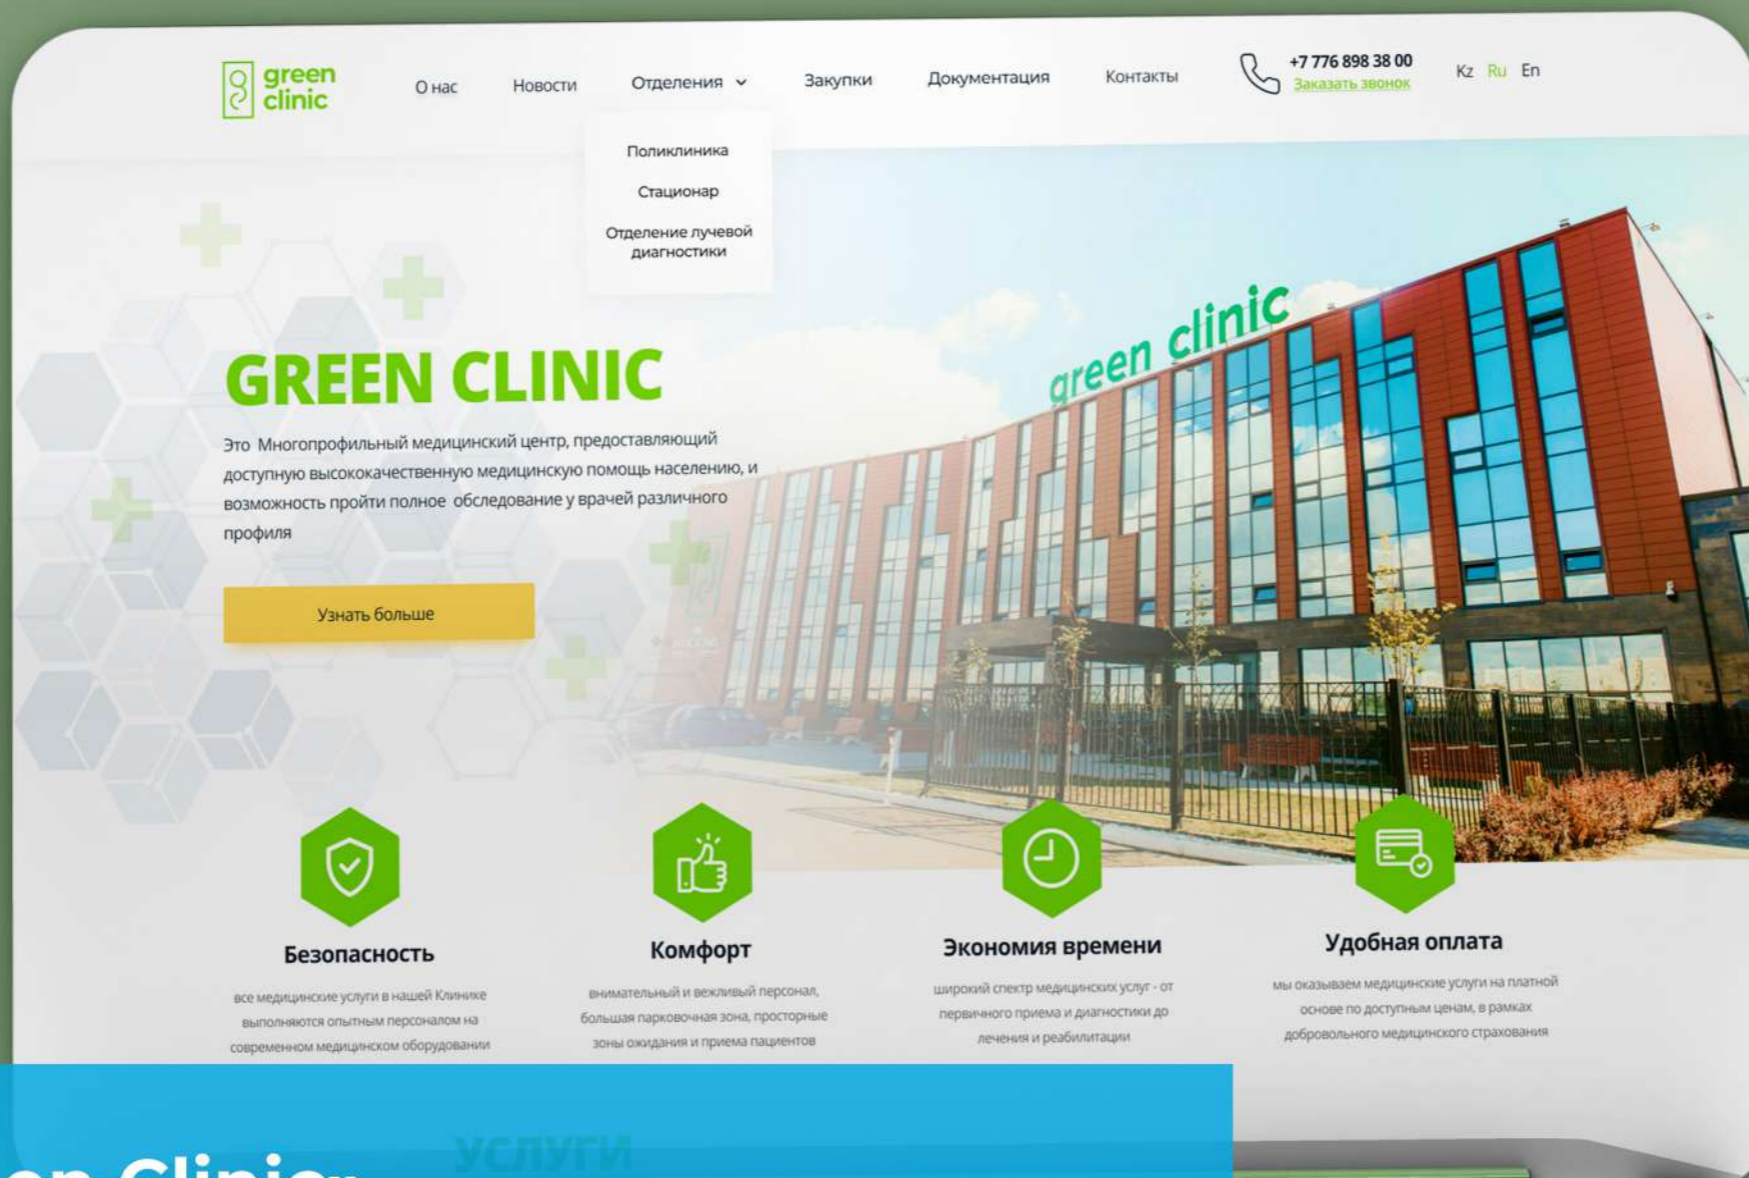 green
clinic
О нас
Новости
Отделения
Закупки
Документация
Контакты
+7 776 898 38 00
Заказать звонок
Kz Ru En
Поликлиника
Стационар
Отделение лучевой
диагностики
green clinic
GREEN CLINIC
Это Многопрофильный медицинский центр, предоставляющий
доступную высококачественную медицинскую помощь населению, и
возможность пройти полное обследование у врачей различного
профиля
Узнать больше
Безопасность
все медицинские услуги в нашей Клинике
выполняются опытным персоналом на
современном медицинском оборудовании
Комфорт
внимательный и вежливый персонал,
большая парковочная зона, просторные
зоны ожидания и приема пациентов
Экономия времени
широкий спектр медицинских услуг - от
первичного приема и диагностики до
лечения и реабилитации
Удобная оплата
мы оказываем медицинские услуги на платной
основе по доступным ценам, в рамках
добровольного медицинского страхования
УСЛУГИ
Clinic»